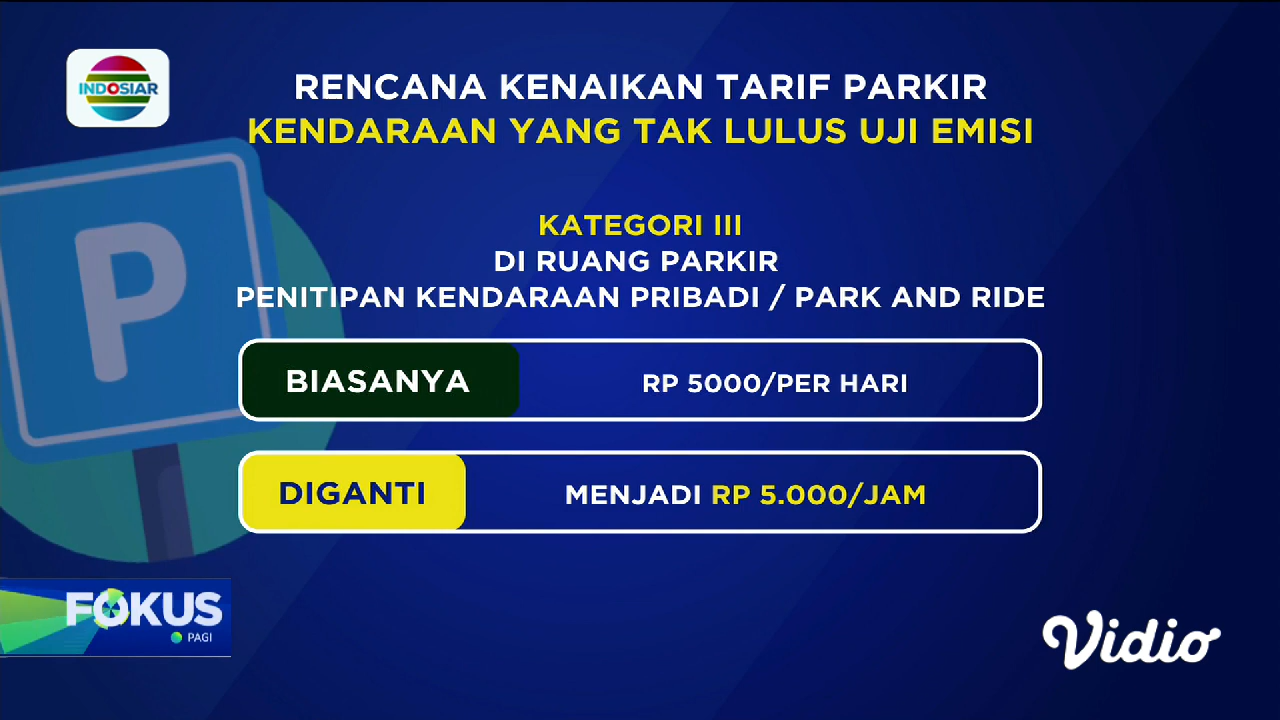 INDOSIAR
RENCANA KENAIKAN TARIF PARKIR
KENDARAAN YANG TAK LULUS UJI EMISI
P
KATEGORI III
DI RUANG PARKIR
PENITIPAN KENDARAAN PRIBADI / PARK AND RIDE
BIASANYA
RP 5000/PER HARI
DIGANTI
MENJADI RP 5.000/JAM
FOKUS
PAGI
Vidio